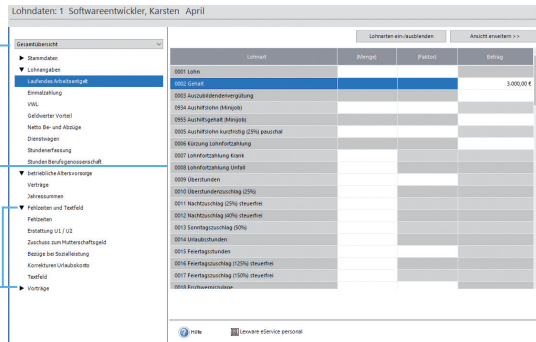 Lohndaten: 1 Softwareentwickler, Karsten April
Lohnarten ein-/ausblenden
Ansicht erweitern >>
Gesamtübersicht
Stammdaten
Lohnangaben
Laufendes Arbeitsentgelt
Einmalzahlung
VWL
Geldwerter Vorteil
Netto Be- und Abzüge
Dienstwagen
Stundenerfassung
Stunden Berufsgenossenschaft
betriebliche Altersvorsorge
Verträge
Jahressummen
Fehlzeiten und Textfeld
Fehlzeiten
Erstattung U1 / U2
Zuschuss zum Mutterschaftsgeld
Bezüge bei Sozialleistung
Korrekturen Urlaubskonto
Textfeld
Vorträge
Lohnart (Menge) (Faktor) Betrag
0001 Lohn
0002 Gehalt 3.000,00 €
0003 Auszubildendenvergütung
0934 Aushilfslohn (Minijob)
0955 Aushilfsgehalt (Minijob)
0005 Aushilfslohn kurzfristig (25%) pauschal
0006 Kürzung Lohnfortzahlung
0007 Lohnfortzahlung Krank
0008 Lohnfortzahlung Unfall
0009 Überstunden
0010 Überstundenzuschlag (25%)
0011 Nachtzuschlag (25%) steuerfrei
0012 Nachtzuschlag (40%) steuerfrei
0013 Sonntagszuschlag (50%)
0014 Urlaubsstunden
0015 Feiertagsstunden
0016 Feiertagszuschlag (125%) steuerfrei
0017 Feiertagszuschlag (150%) steuerfrei
0018 Erschwerniszulage
Hilfe
Lexware eService personal